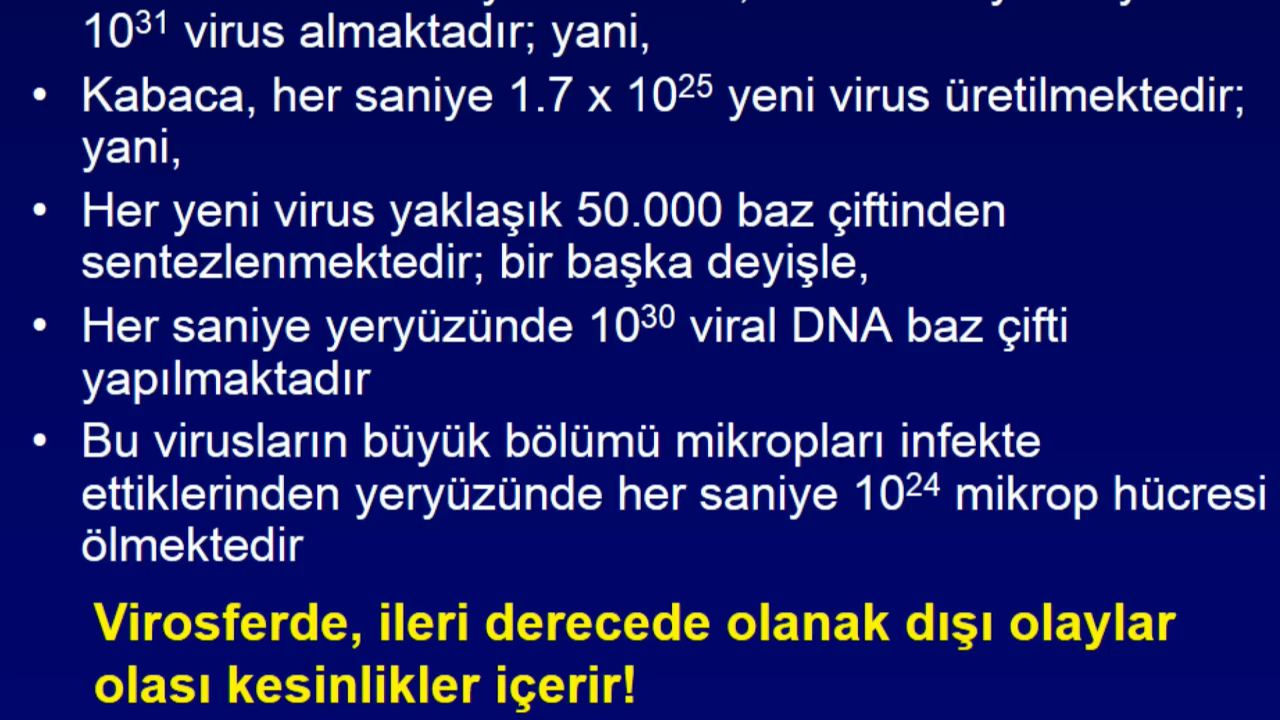 10³¹ virus almaktadır; yani,
• Kabaca, her saniye 1.7 x 10²⁵ yeni virus üretilmektedir;
yani,
• Her yeni virus yaklaşık 50.000 baz çiftinden
sentezlenmektedir; bir başka deyişle,
• Her saniye yeryüzünde 10³⁰ viral DNA baz çifti
yapılmaktadır
• Bu virusların büyük bölümü mikropları infekte
ettiklerinden yeryüzünde her saniye 10²⁴ mikrop hücresi
ölmektedir
Virosferde, ileri derecede olanak dışı olaylar
olası kesinlikler içerir!